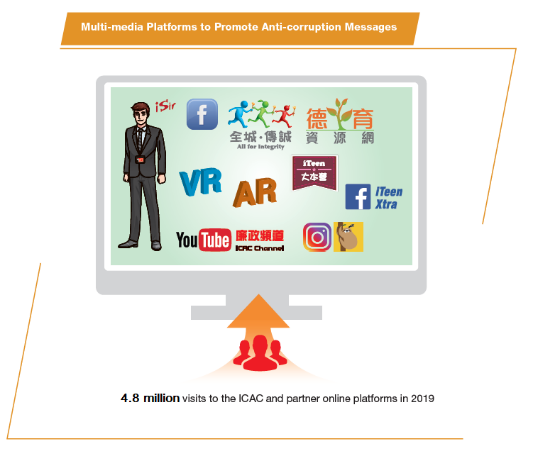 Multi-media Platforms to Promote Anti-corruption Messages
iSir
f
全城·傳誠
All for Integrity
德育
資源網
VR
AR
iTeen
大本營
f
iTeen
Xtra
YouTube
廉政頻道
ICAC Channel
4.8 million visits to the ICAC and partner online platforms in 2019